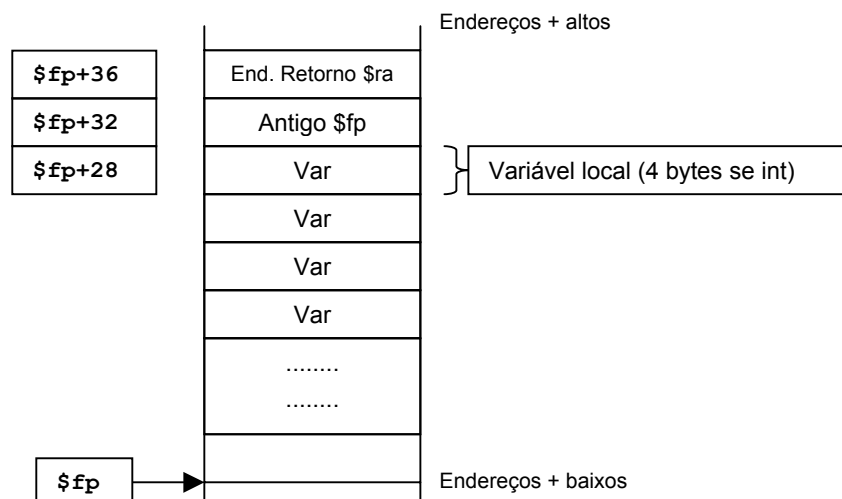 Endereços + altos
$fp+36
End. Retorno $ra
$fp+32
Antigo $fp
$fp+28
Var
Variável local (4 bytes se int)
Var
Var
Var
........
........
$fp
Endereços + baixos